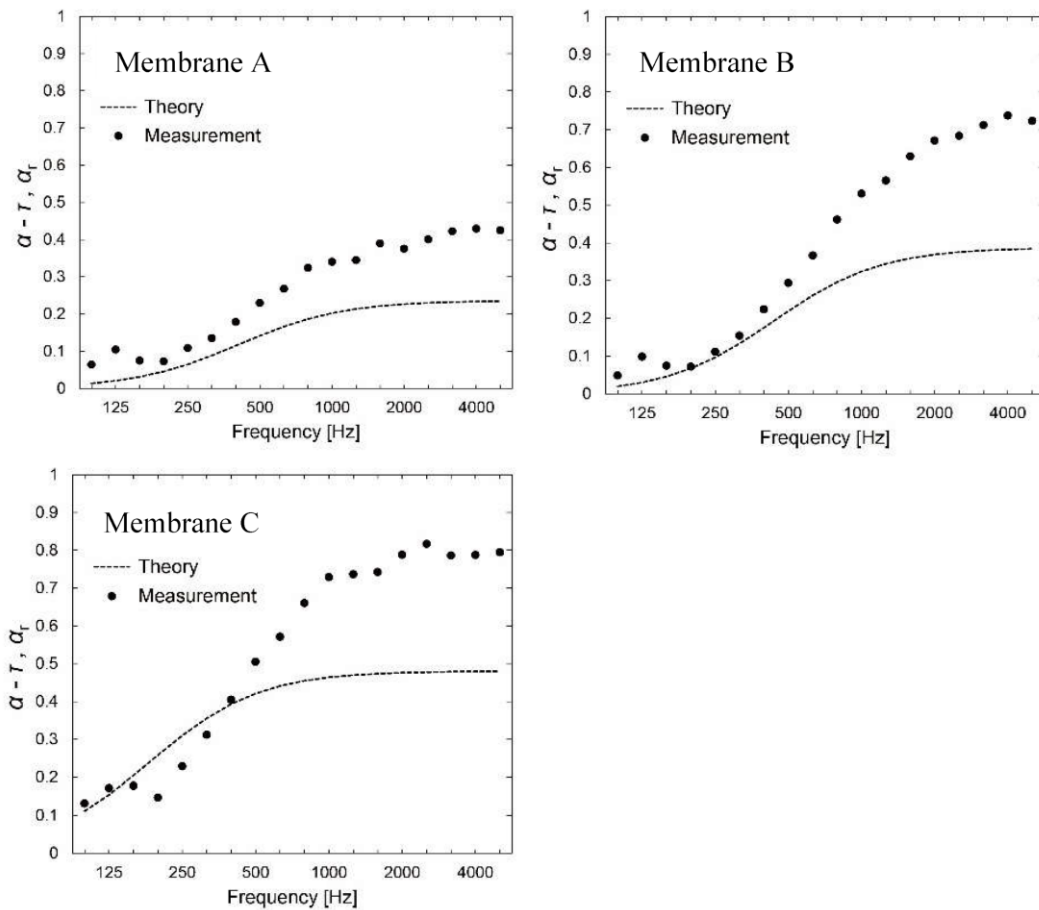 Membrane A
Theory
Measurement
α - τ , αr
1
0.9
0.8
0.7
0.6
0.5
0.4
0.3
0.2
0.1
0
125 250 500 1000 2000 4000
Frequency [Hz]
Membrane B
Theory
Measurement
α - τ , αr
1
0.9
0.8
0.7
0.6
0.5
0.4
0.3
0.2
0.1
0
125 250 500 1000 2000 4000
Frequency [Hz]
Membrane C
Theory
Measurement
α - τ , αr
1
0.9
0.8
0.7
0.6
0.5
0.4
0.3
0.2
0.1
0
125 250 500 1000 2000 4000
Frequency [Hz]